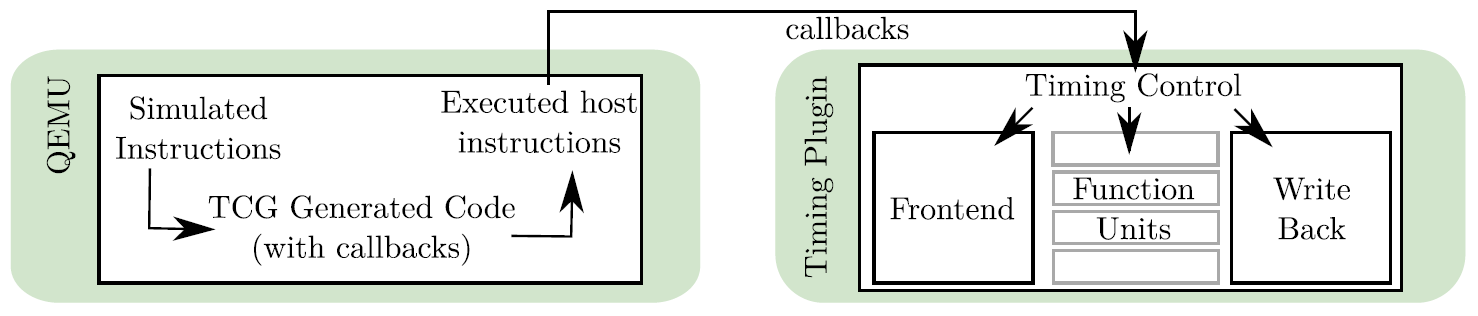 callbacks
QEMU
Simulated
Instructions
Executed host
instructions
TCG Generated Code
(with callbacks)
Timing Plugin
Timing Control
Frontend
Function
Units
Write
Back